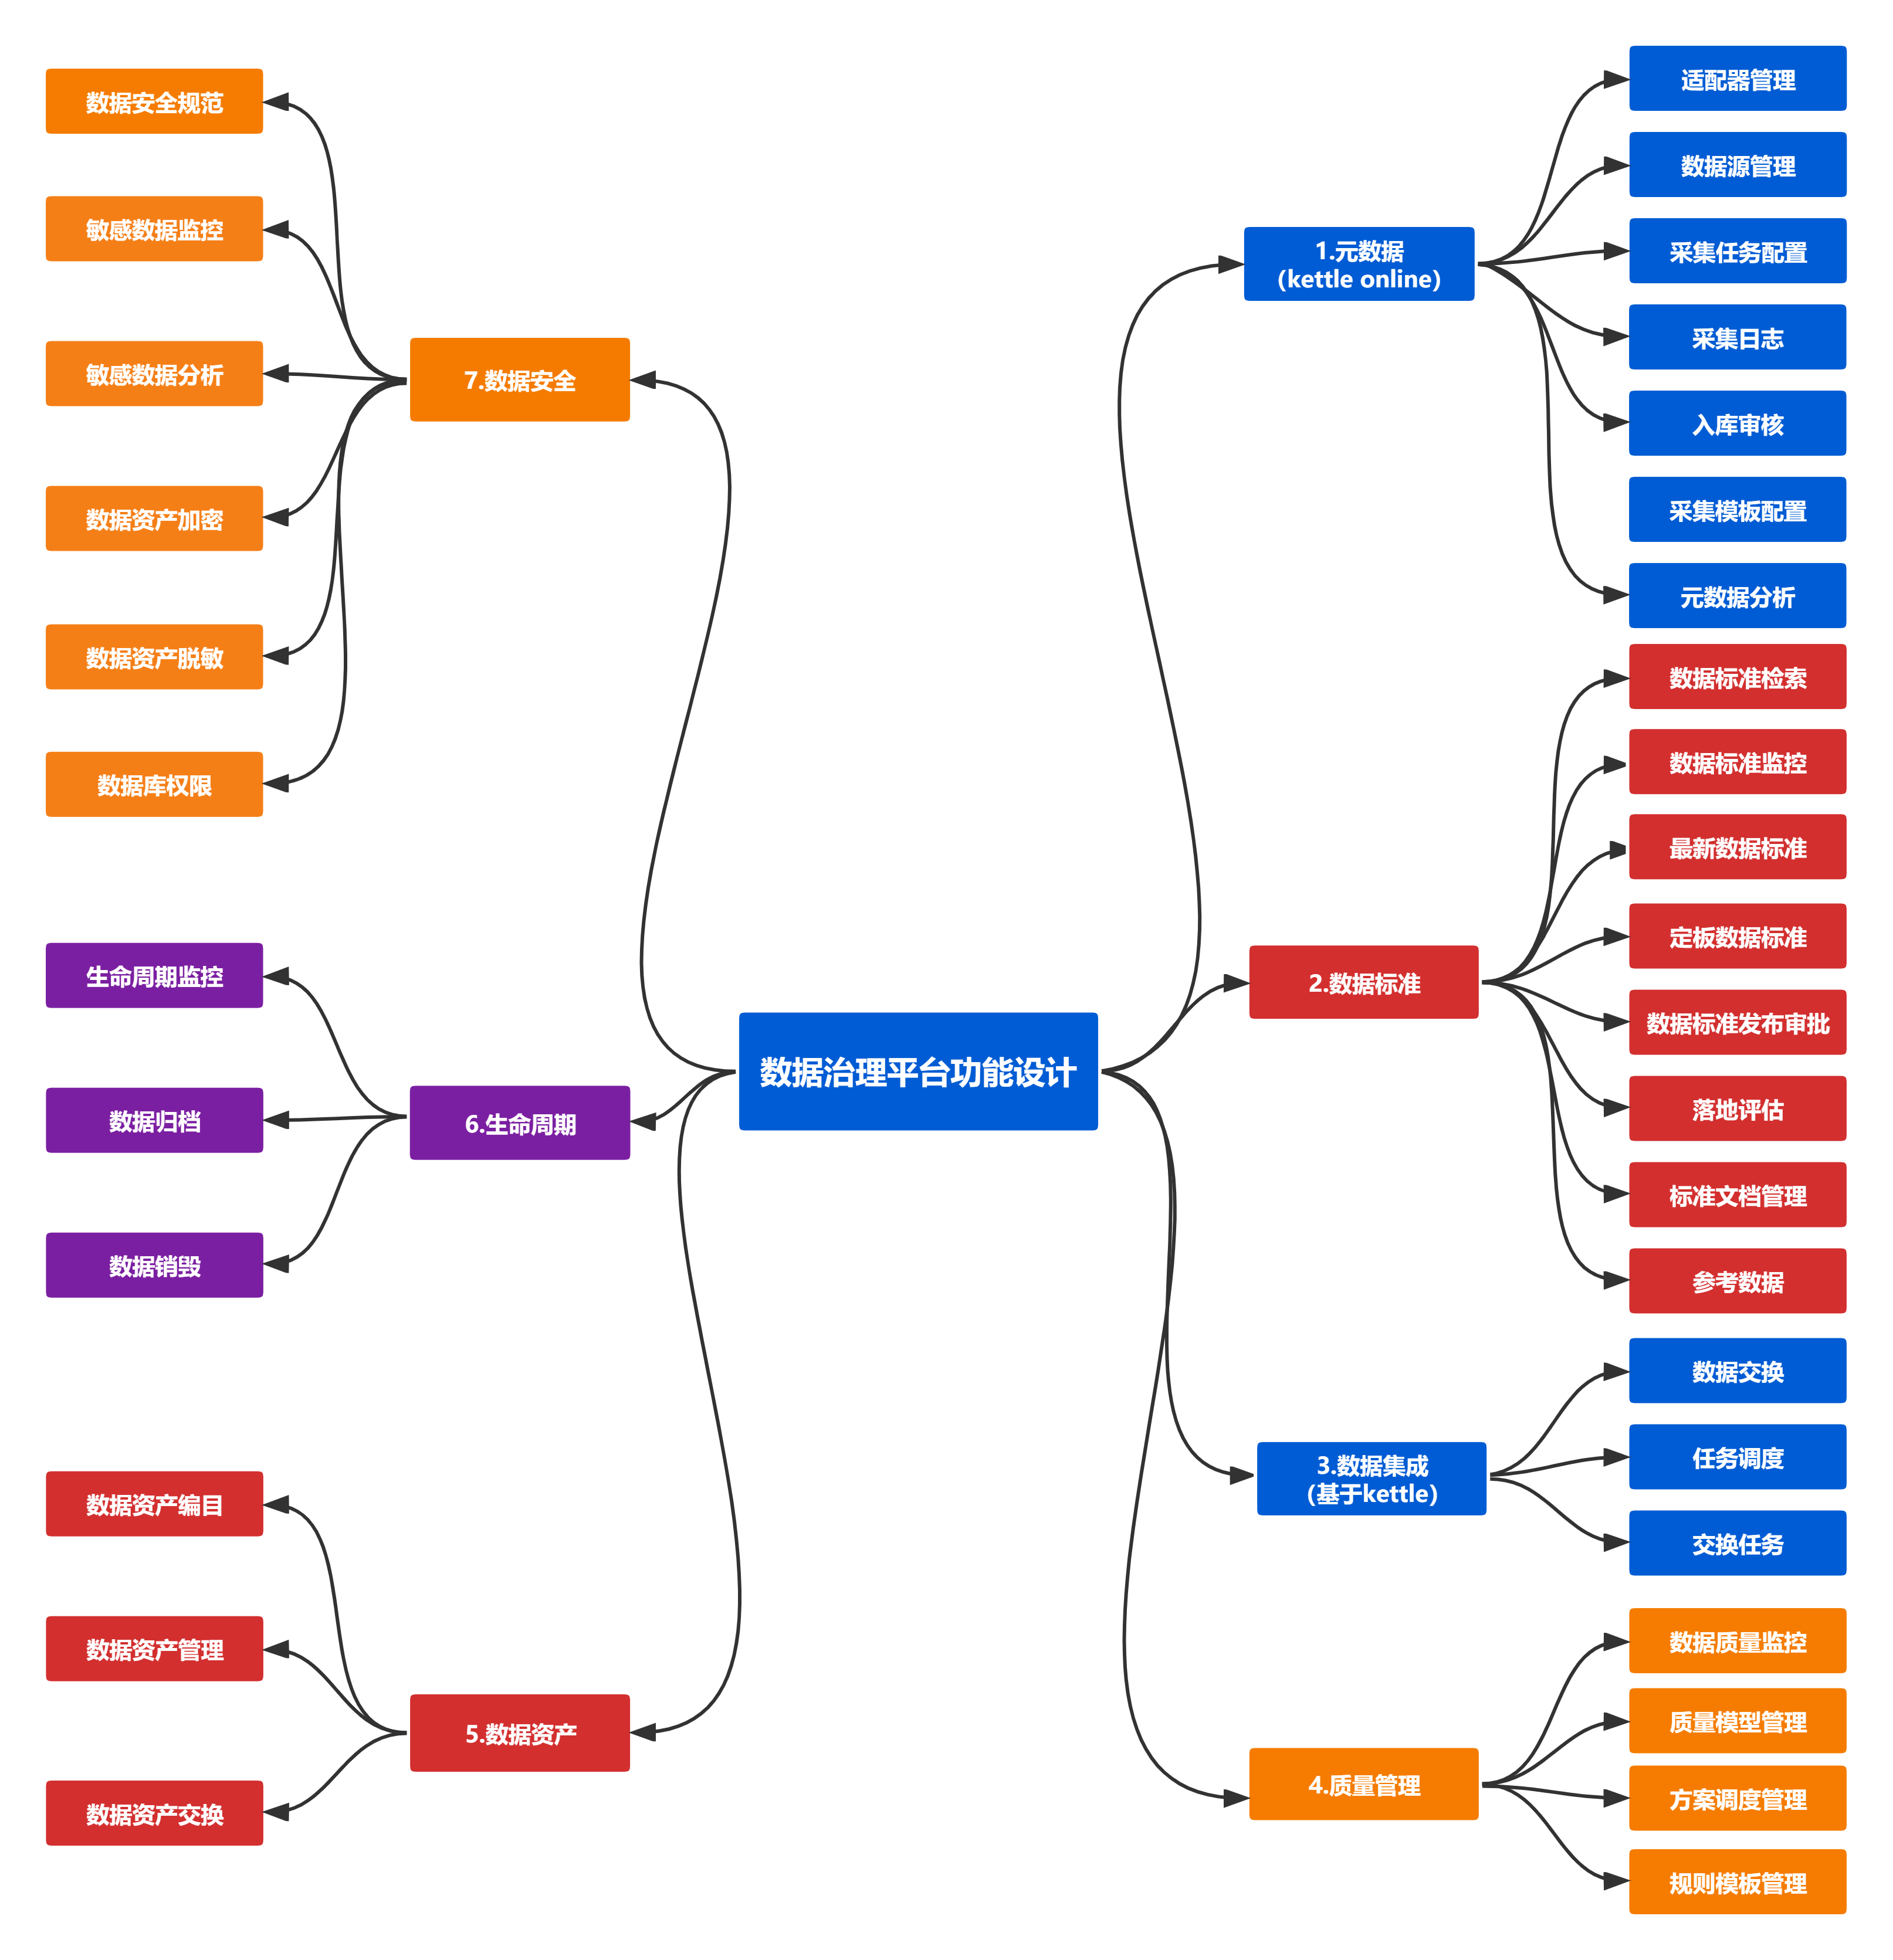 数据治理平台功能设计
1.元数据
(kettle online)
适配器管理
数据源管理
采集任务配置
采集日志
入库审核
采集模板配置
元数据分析
2.数据标准
数据标准检索
数据标准监控
最新数据标准
定板数据标准
数据标准发布审批
落地评估
标准文档管理
参考数据
3.数据集成
(基于kettle)
数据交换
任务调度
交换任务
4.质量管理
数据质量监控
质量模型管理
方案调度管理
规则模板管理
5.数据资产
数据资产编目
数据资产管理
数据资产交换
6.生命周期
生命周期监控
数据归档
数据销毁
7.数据安全
数据安全规范
敏感数据监控
敏感数据分析
数据资产加密
数据资产脱敏
数据库权限